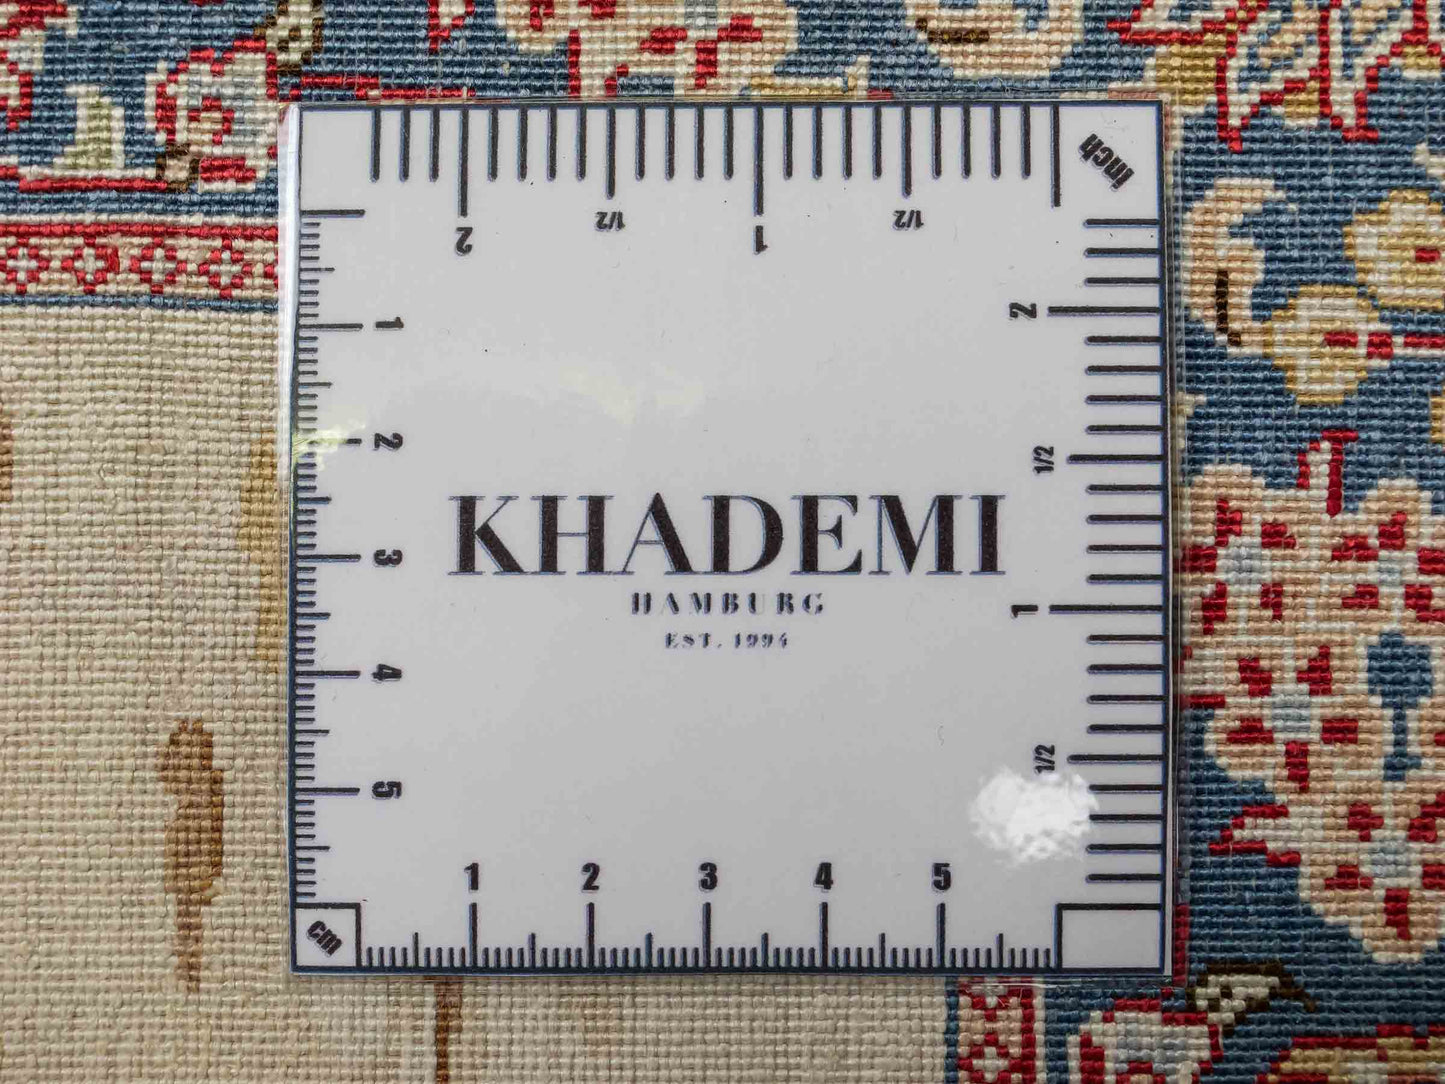 inch
2 1/2 1 1/2
1
2
3
4
5
2
1/2
1
1/2
KHADEMI
HAMBURG
EST. 1994
cm
1 2 3 4 5